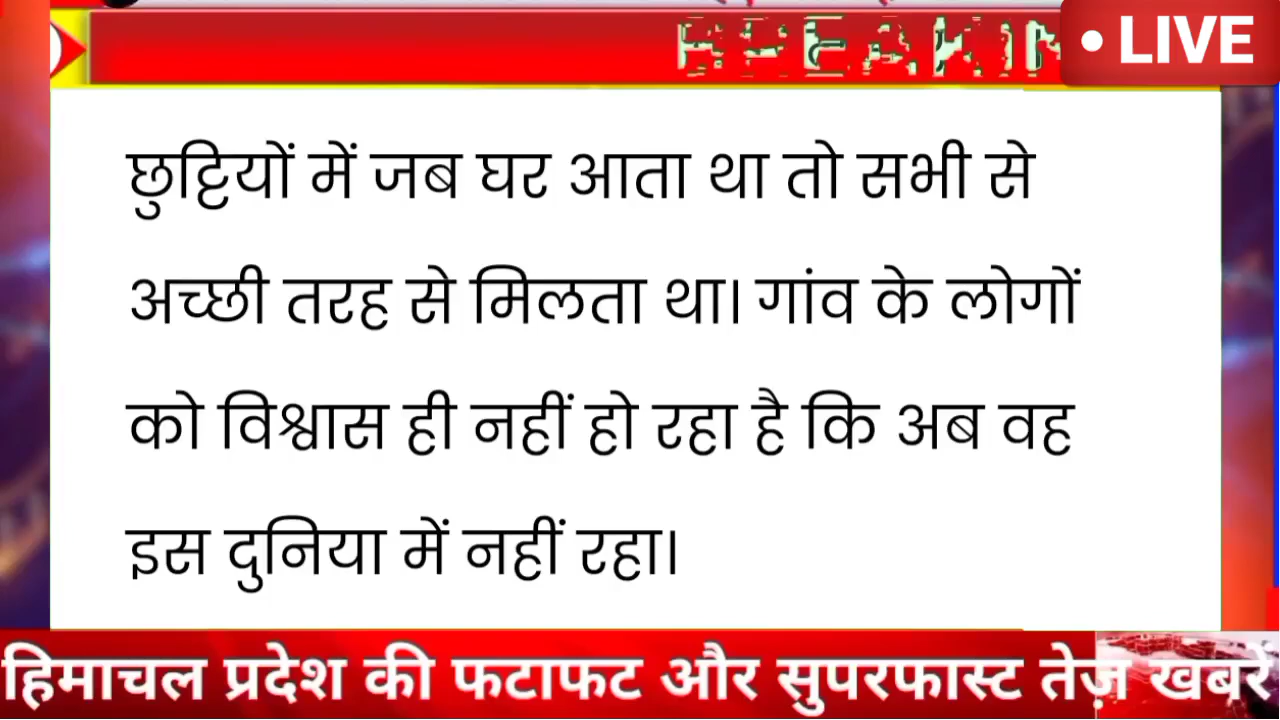 BREAKIN
• LIVE
छुट्टियों में जब घर आता था तो सभी से
अच्छी तरह से मिलता था। गांव के लोगों
को विश्वास ही नहीं हो रहा है कि अब वह
इस दुनिया में नहीं रहा।
हिमाचल प्रदेश की फटाफट और सुपरफास्ट तेज़ खबरें